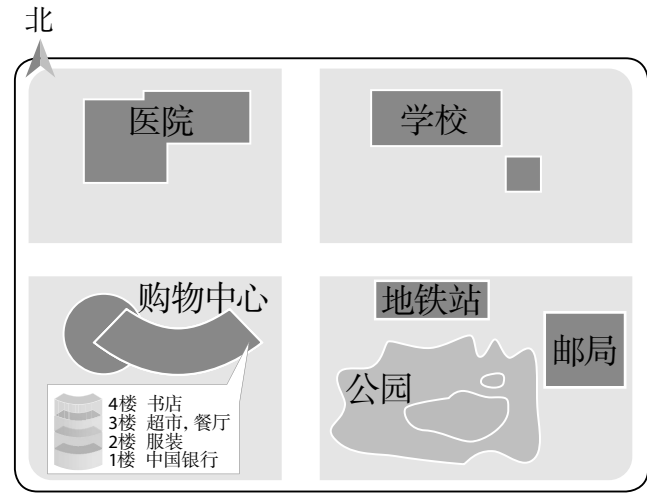 北
医院
学校
购物中心
地铁站
邮局
公园
4楼 书店
3楼 超市, 餐厅
2楼 服装
1楼 中国银行